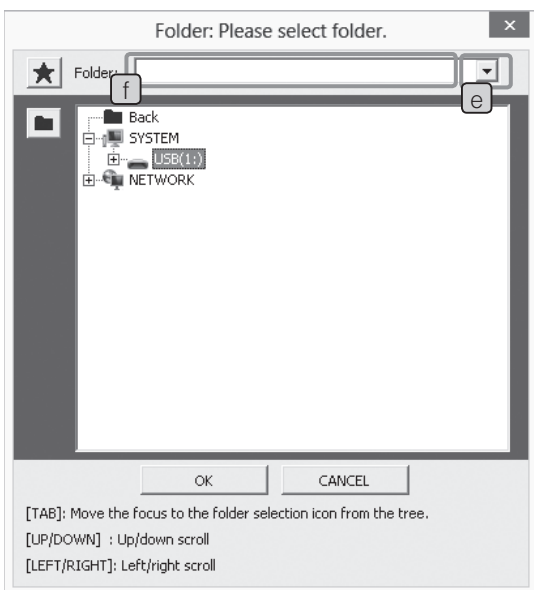 Folder: Please select folder.
Folder:
f
e
Back
SYSTEM
USB(1:)
NETWORK
OK CANCEL
[TAB]: Move the focus to the folder selection icon from the tree.
[UP/DOWN] : Up/down scroll
[LEFT/RIGHT]: Left/right scroll